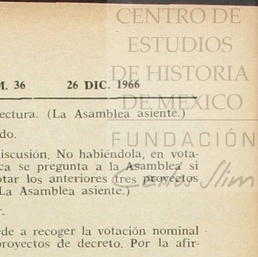 CENTRO DE
ESTUDIOS
DE HISTORIA
DE MEXICO
FUNDACIÓN
Carlos Slim
M. 36 26 DIC. 1966
ectura. (La Asamblea asiente.)
do.
iscusión. No habiéndola, en vota-
ca se pregunta a la Asamblea si
otar los anteriores tres proyectos
La Asamblea asiente.)
r.
ede a recoger la votación nominal
proyectos de decreto. Por la afir-